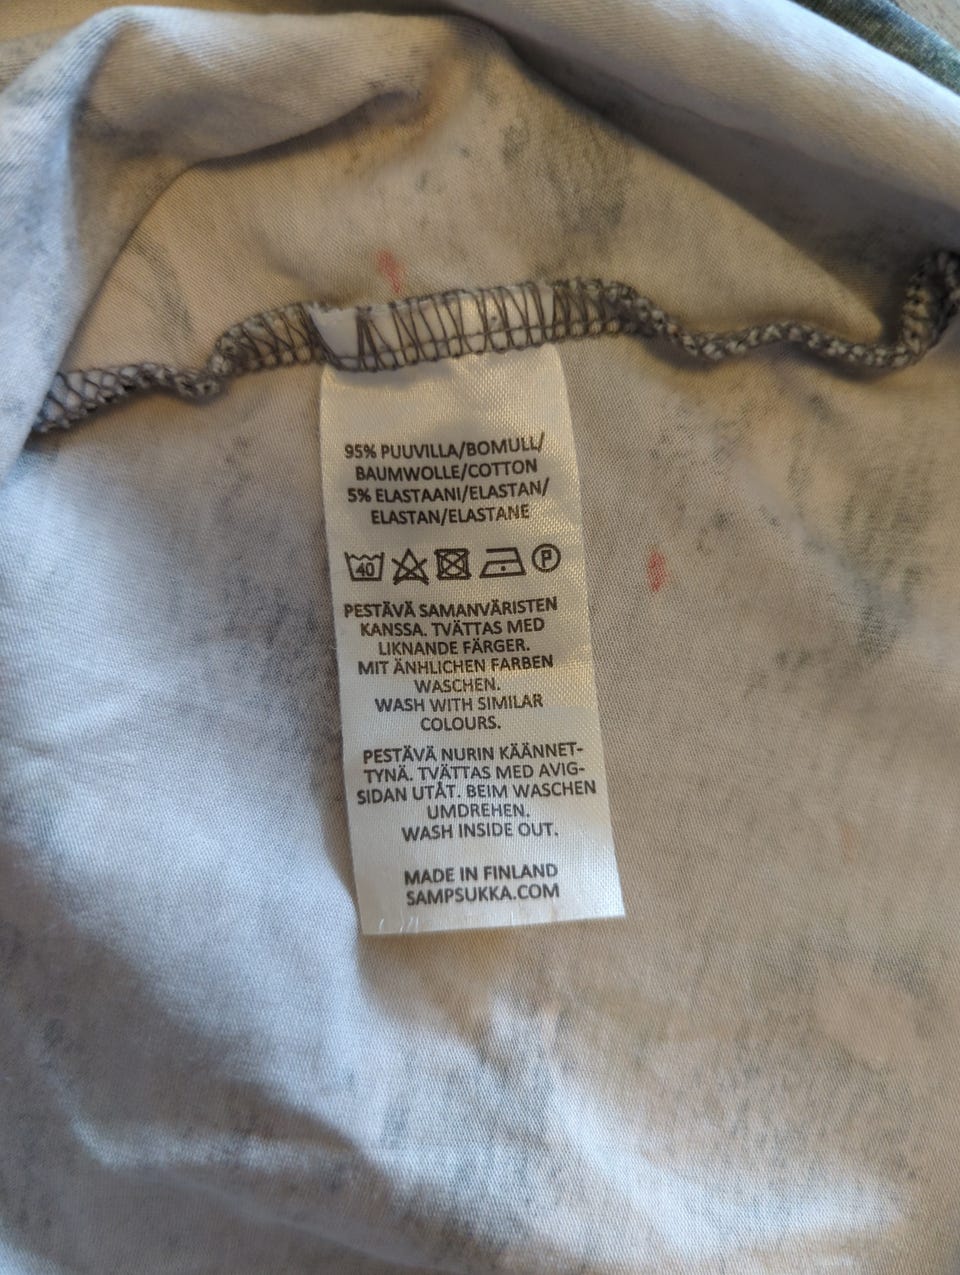 95% PUUVILLA/BOMULL/
BAUMWOLLE/COTTON
5% ELASTAANI/ELASTAN/
ELASTAN/ELASTANE
40 P
PESTÄVÄ SAMANVÄRISTEN
KANSSA. TVÄTTAS MED
LIKNANDE FÄRGER.
MIT ÄNHLICHEN FARBEN
WASCHEN.
WASH WITH SIMILAR
COLOURS.
PESTÄVÄ NURIN KÄÄNNET-
TYNÄ. TVÄTTAS MED AVIG-
SIDAN UTÅT. BEIM WASCHEN
UMDREHEN.
WASH INSIDE OUT.
MADE IN FINLAND
SAMPSUKKA.COM